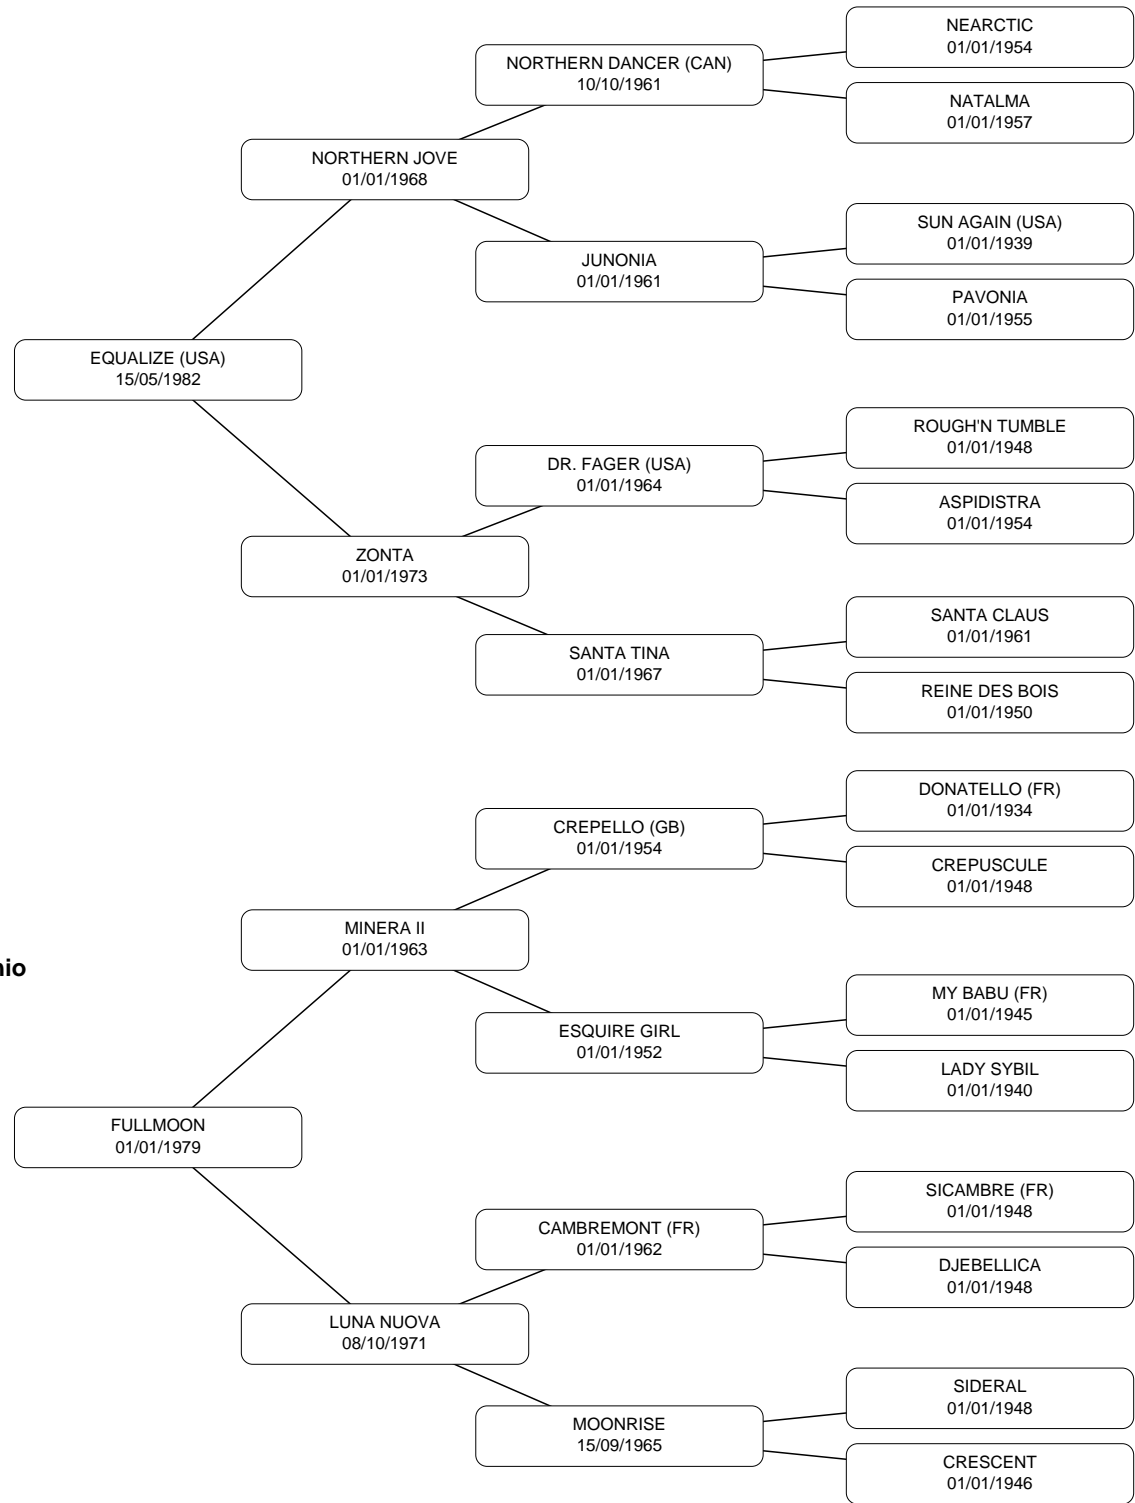 NEARCTIC
01/01/1954
NORTHERN DANCER (CAN)
10/10/1961
NATALMA
01/01/1957
NORTHERN JOVE
01/01/1968
SUN AGAIN (USA)
01/01/1939
JUNONIA
01/01/1961
PAVONIA
01/01/1955
EQUALIZE (USA)
15/05/1982
ROUGH'N TUMBLE
01/01/1948
DR. FAGER (USA)
01/01/1964
ASPIDISTRA
01/01/1954
ZONTA
01/01/1973
SANTA CLAUS
01/01/1961
SANTA TINA
01/01/1967
REINE DES BOIS
01/01/1950
DONATELLO (FR)
01/01/1934
CREPELLO (GB)
01/01/1954
CREPUSCULE
01/01/1948
MINERA II
01/01/1963
nio
MY BABU (FR)
01/01/1945
ESQUIRE GIRL
01/01/1952
LADY SYBIL
01/01/1940
FULLMOON
01/01/1979
SICAMBRE (FR)
01/01/1948
CAMBREMONT (FR)
01/01/1962
DJEBELLICA
01/01/1948
LUNA NUOVA
08/10/1971
SIDERAL
01/01/1948
MOONRISE
15/09/1965
CRESCENT
01/01/1946